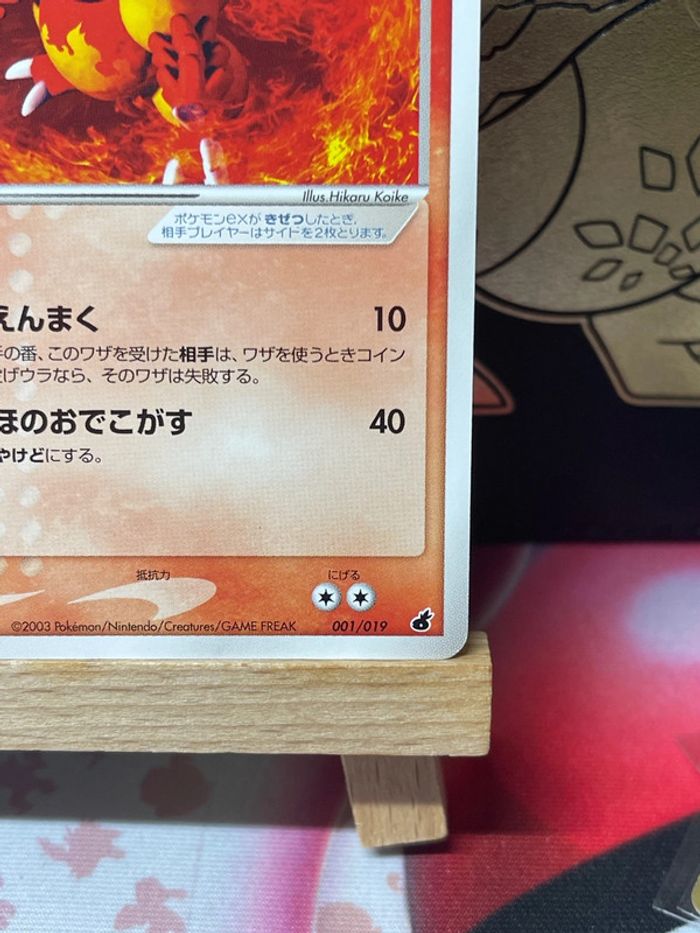 Illus.Hikaru Koike
ポケモンexが きぜつしたとき、
相手プレイヤーはサイドを2枚とります。
えんまく 10
の番、このワザを受けた相手は、ワザを使うときコイン
げウラなら、そのワザは失敗する。
ほのおでこがす 40
やけどにする。
抵抗力 にげる
©2003 Pokémon/Nintendo/Creatures/GAME FREAK 001/019